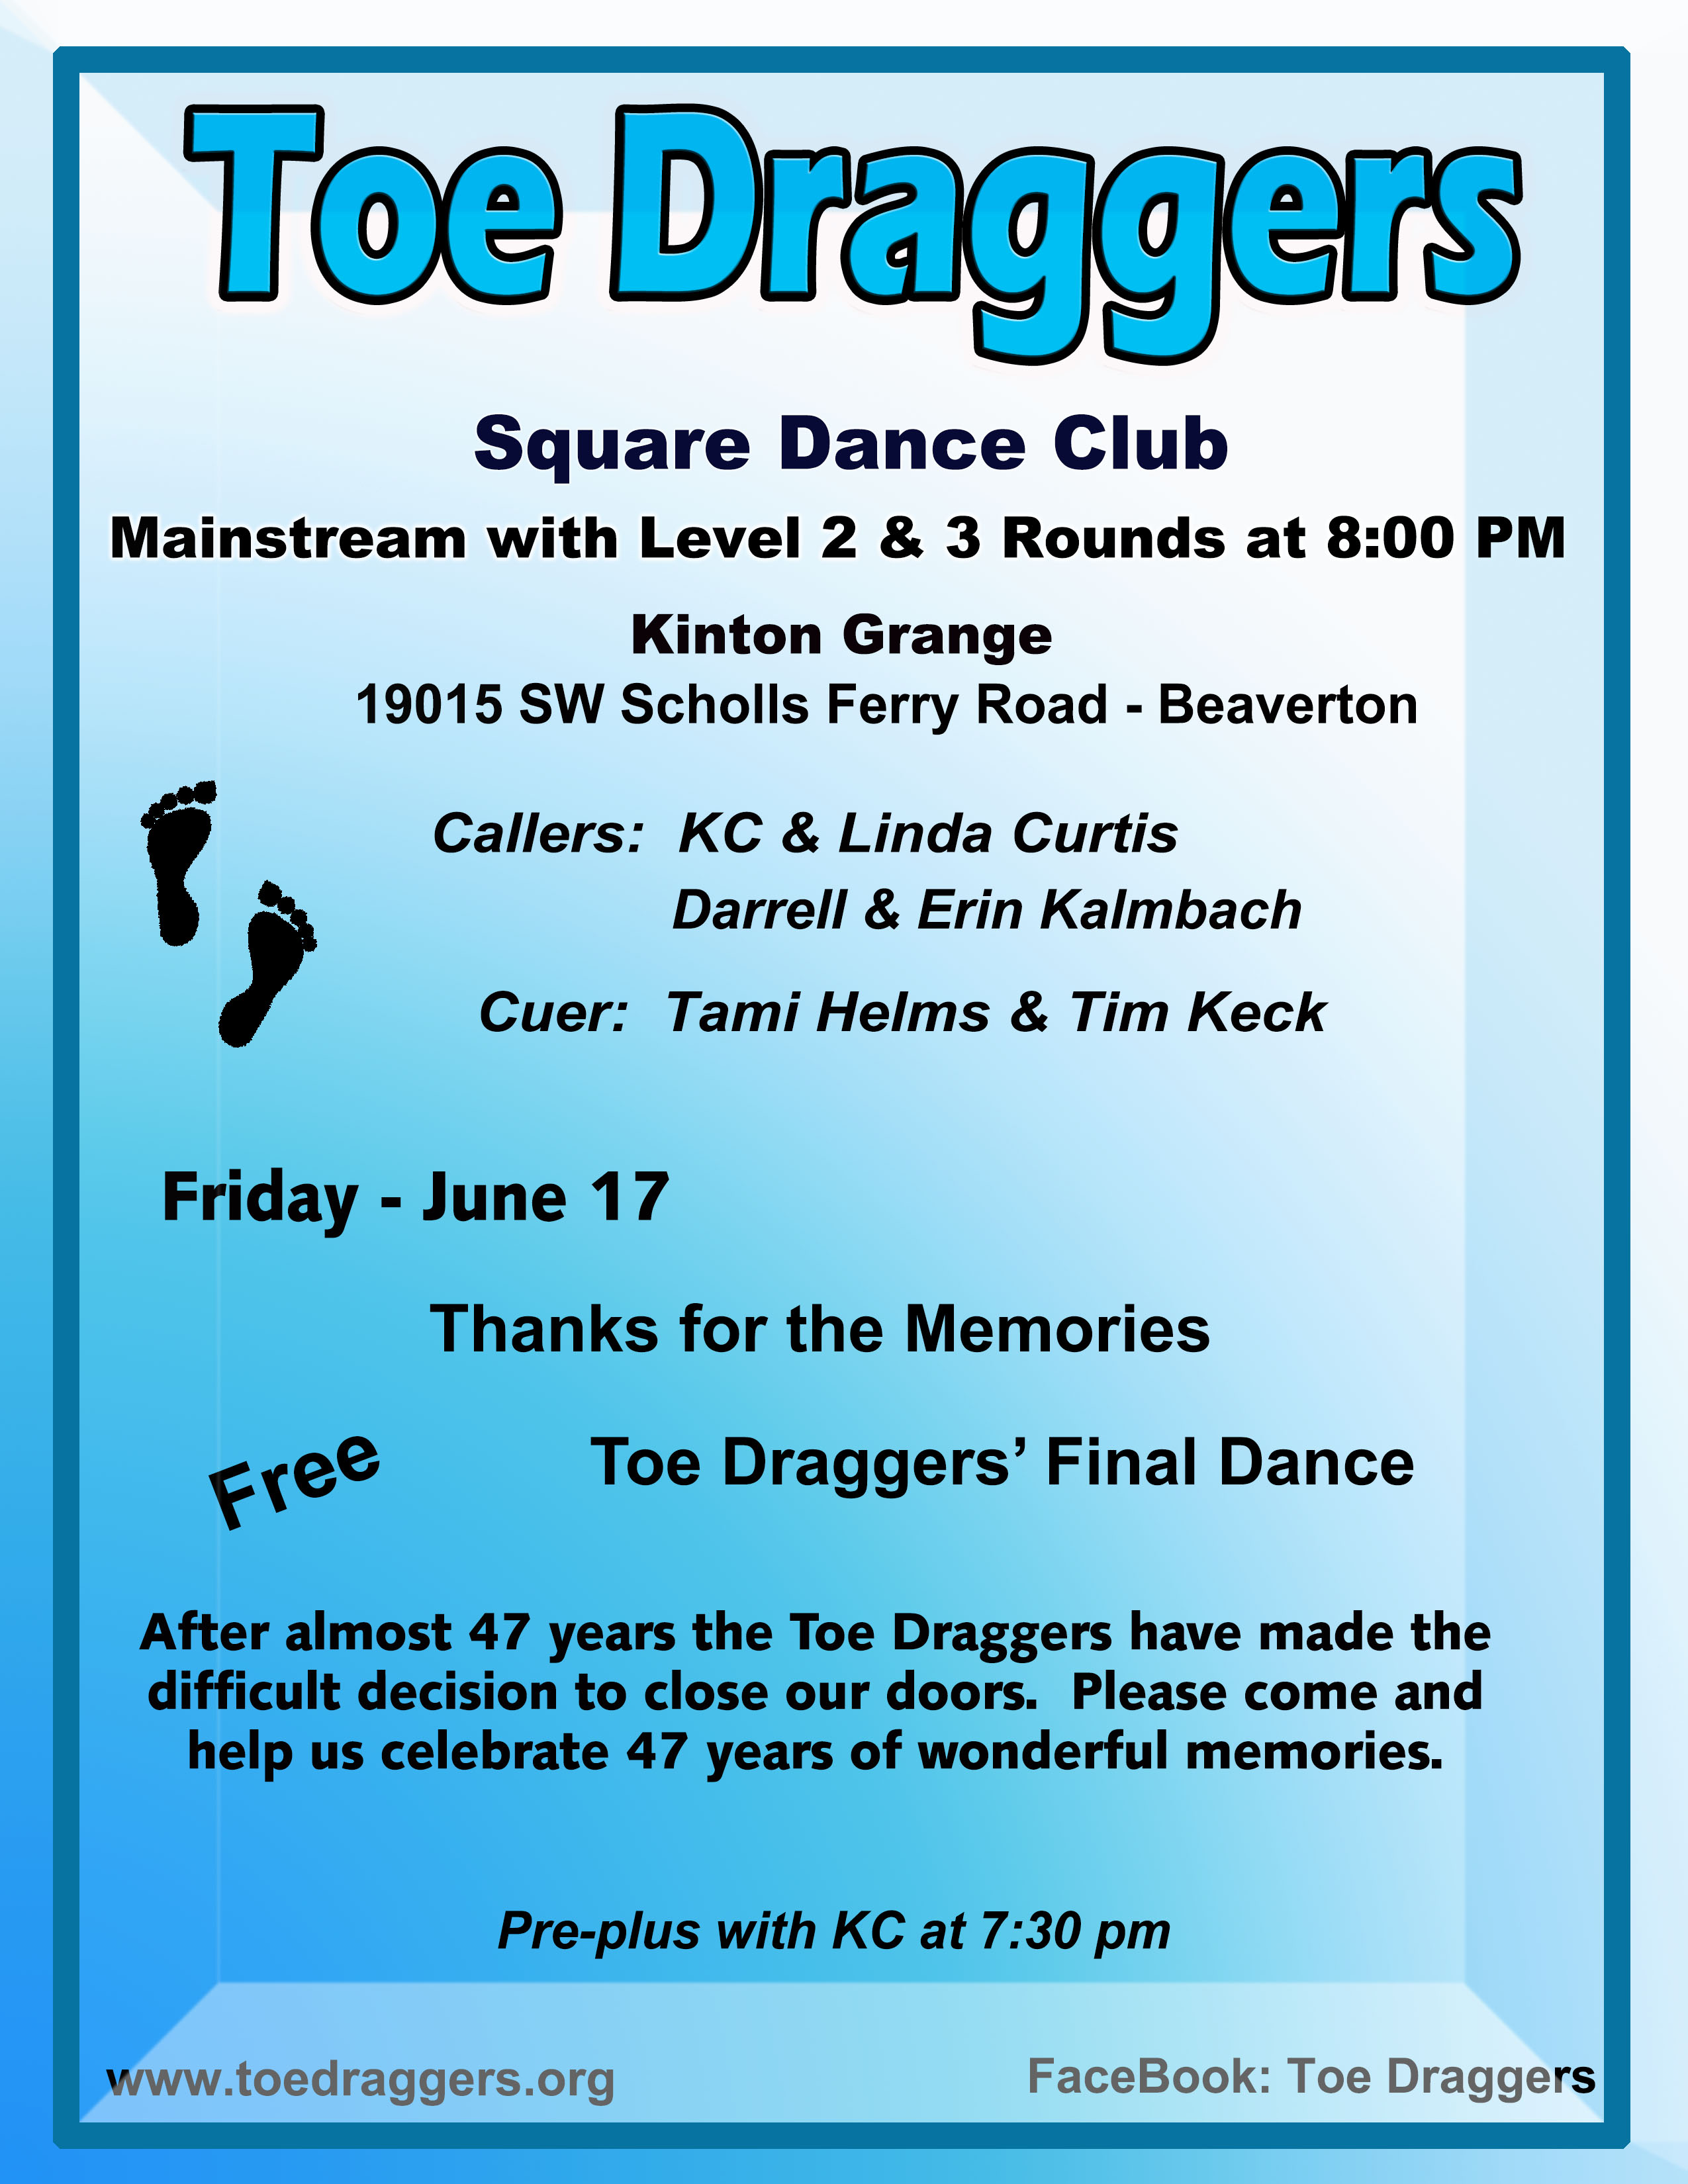 Toe Draggers
Square Dance Club
Mainstream with Level 2 & 3 Rounds at 8:00 PM
Kinton Grange
19015 SW Scholls Ferry Road - Beaverton
Callers: KC & Linda Curtis
Darrell & Erin Kalmbach
Cuer: Tami Helms & Tim Keck
Friday - June 17
Thanks for the Memories
Free
Toe Draggers’ Final Dance
After almost 47 years the Toe Draggers have made the
difficult decision to close our doors. Please come and
help us celebrate 47 years of wonderful memories.
Pre-plus with KC at 7:30 pm
www.toedraggers.org
FaceBook: Toe Draggers